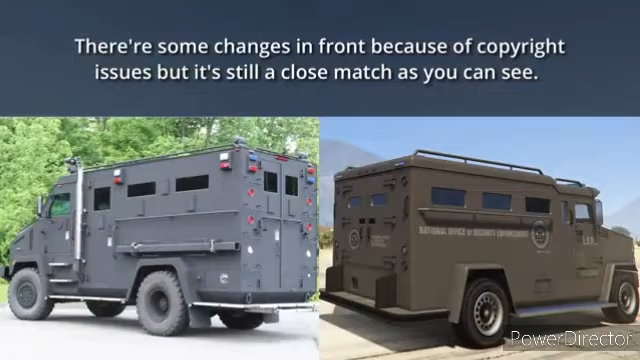 There're some changes in front because of copyright
issues but it's still a close match as you can see.
NATIONAL OFFICE OF SECURITY ENFORCEMENT
PowerDirector